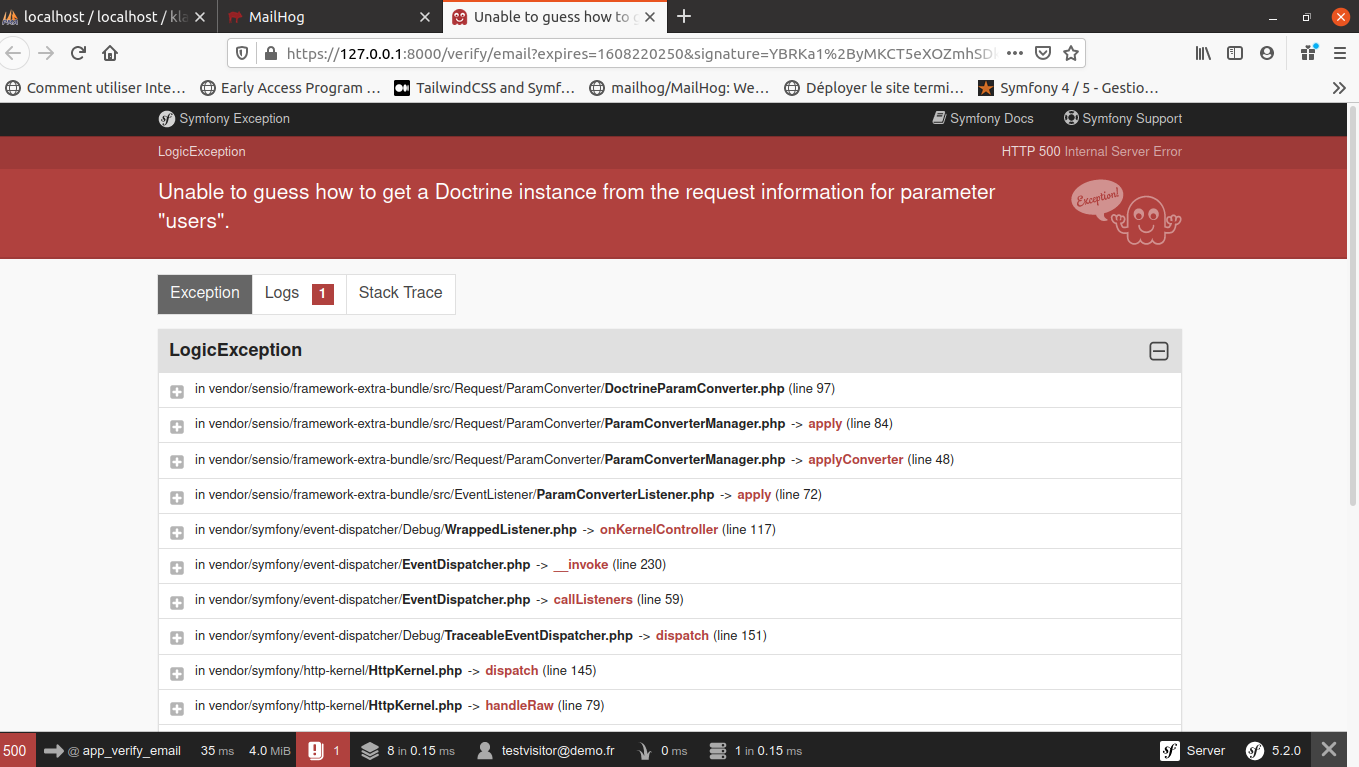 localhost / localhost / kla
MailHog
Unable to guess how to g
https://127.0.0.1:8000/verify/email?expires=1608220250&signature=YBRKa1%2ByMKCT5eXOZmhSD
Comment utiliser Inte…
Early Access Program …
TailwindCSS and Symf…
mailhog/MailHog: We…
Déployer le site termi…
Symfony 4 / 5 - Gestio…
Symfony Exception
Symfony Docs
Symfony Support
LogicException
HTTP 500 Internal Server Error
Unable to guess how to get a Doctrine instance from the request information for parameter
"users".
Exception!
Exception
Logs 1
Stack Trace
LogicException
in vendor/sensio/framework-extra-bundle/src/Request/ParamConverter/DoctrineParamConverter.php (line 97)
in vendor/sensio/framework-extra-bundle/src/Request/ParamConverter/ParamConverterManager.php -> apply (line 84)
in vendor/sensio/framework-extra-bundle/src/Request/ParamConverter/ParamConverterManager.php -> applyConverter (line 48)
in vendor/sensio/framework-extra-bundle/src/EventListener/ParamConverterListener.php -> apply (line 72)
in vendor/symfony/event-dispatcher/Debug/WrappedListener.php -> onKernelController (line 117)
in vendor/symfony/event-dispatcher/EventDispatcher.php -> __invoke (line 230)
in vendor/symfony/event-dispatcher/EventDispatcher.php -> callListeners (line 59)
in vendor/symfony/event-dispatcher/Debug/TraceableEventDispatcher.php -> dispatch (line 151)
in vendor/symfony/http-kernel/HttpKernel.php -> dispatch (line 145)
in vendor/symfony/http-kernel/HttpKernel.php -> handleRaw (line 79)
500 @ app_verify_email 35 ms 4.0 MiB 1 8 in 0.15 ms testvisitor@demo.fr 0 ms 1 in 0.15 ms Server 5.2.0